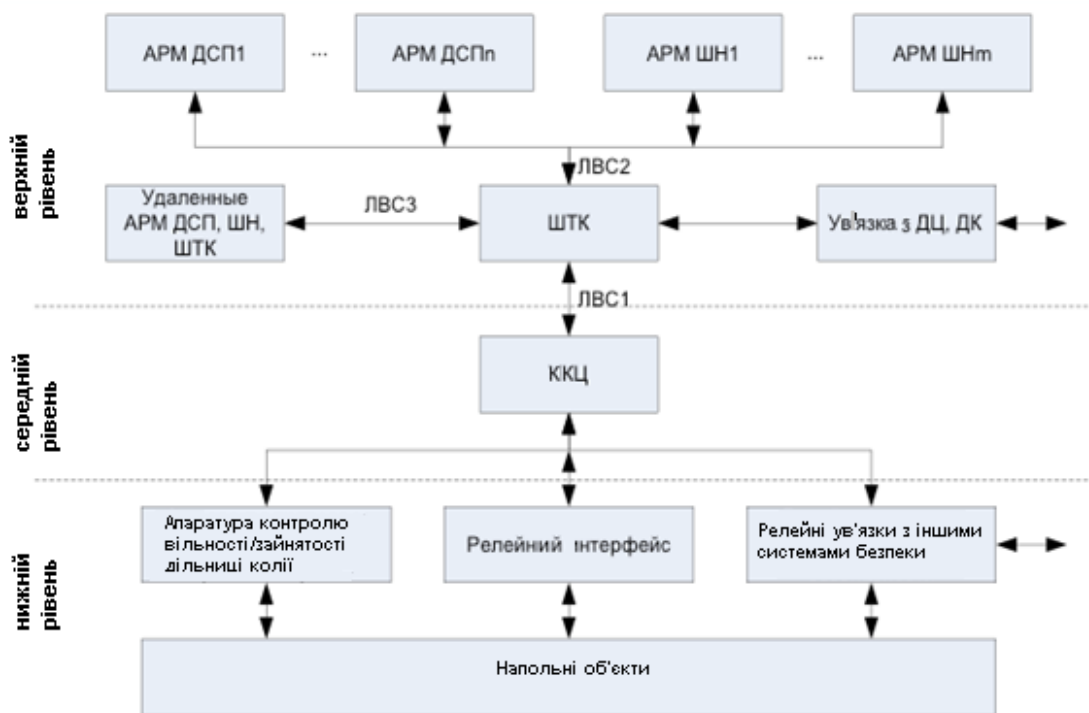 АРМ ДСП1
...
АРМ ДСПn
АРМ ШН1
...
АРМ ШНm
верхній
рівень
ЛВС2
Удаленные
АРМ ДСП, ШН,
ШТК
ЛВС3
ШТК
Ув'язка з ДЦ, ДК
ЛВС1
середній
рівень
ККЦ
нижній
рівень
Апаратура контролю
вільності/зайнятості
дільниці колії
Релейний інтерфейс
Релейні ув'язки з іншими
системами безпеки
Напольні об'єкти